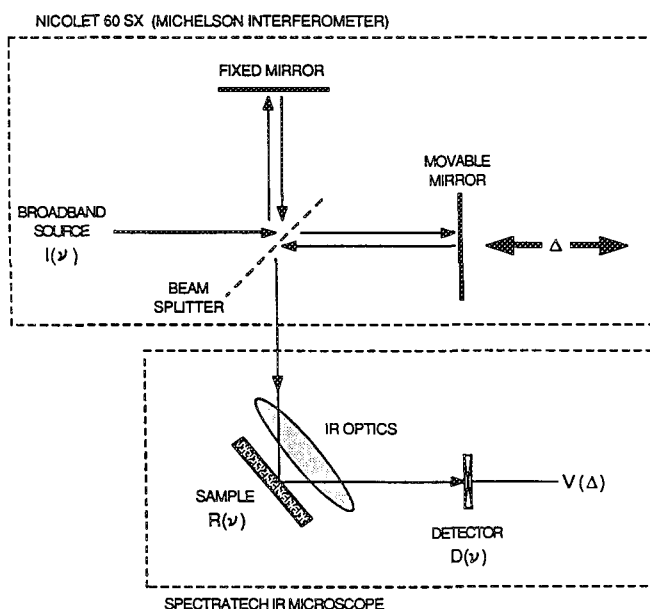 NICOLET 60 SX (MICHELSON INTERFEROMETER)
FIXED MIRROR
MOVABLE
MIRROR
BROADBAND
SOURCE
I(ν)
Δ
BEAM
SPLITTER
IR OPTICS
SAMPLE
R(ν)
V(Δ)
DETECTOR
D(ν)
SPECTRATECH IR MICROSCOPE